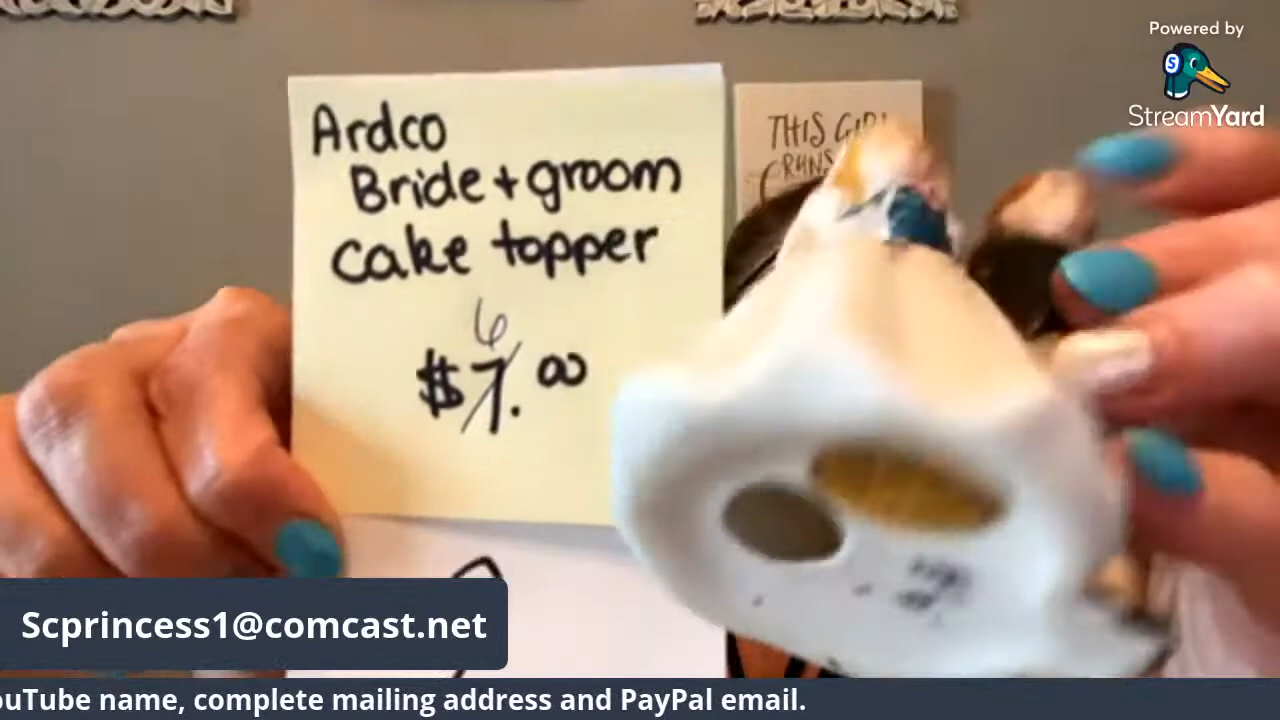 Powered by
StreamYard
Ardco
Bride + groom
Cake topper
6
$7.00
THIS GIRL
RUNS
Scprincess1@comcast.net
ouTube name, complete mailing address and PayPal email.